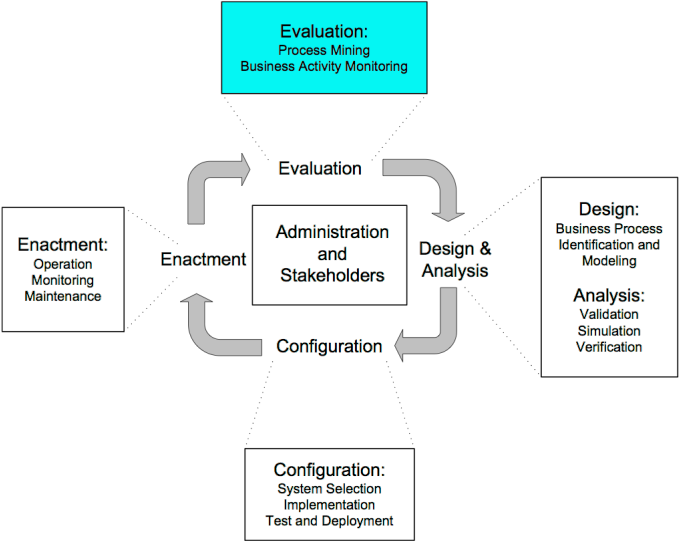 Evaluation:
Process Mining
Business Activity Monitoring
Evaluation
Enactment:
Operation
Monitoring
Maintenance
Enactment
Administration
and
Stakeholders
Design &
Analysis
Design:
Business Process
Identification and
Modeling
Analysis:
Validation
Simulation
Verification
Configuration
Configuration:
System Selection
Implementation
Test and Deployment